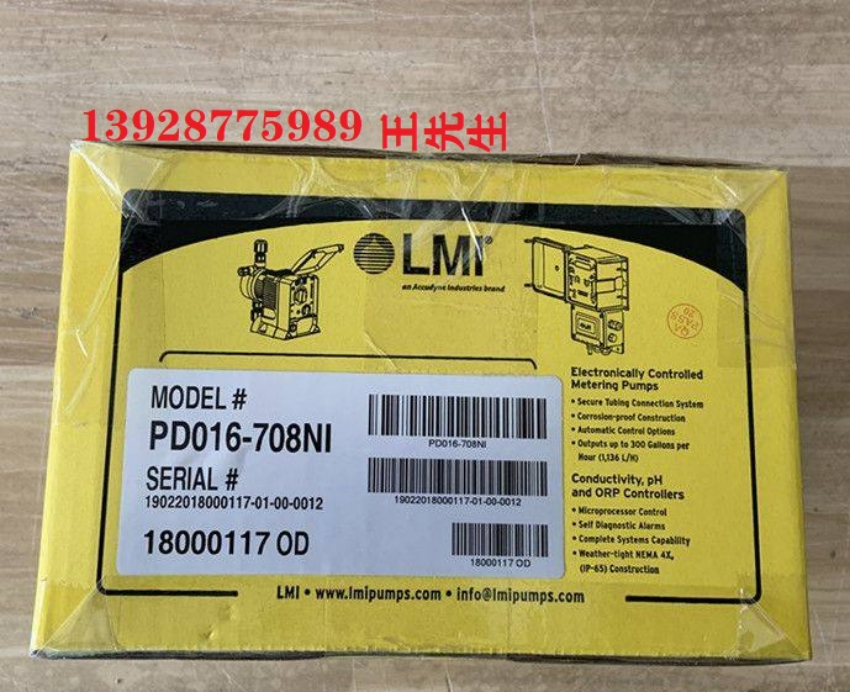 13928775989 王先生
LMI
an Accudyne Industries brand
QA
PASS
20
MODEL #
PD016-708NI
SERIAL #
19022018000117-01-00-0012
18000117 OD
PD016-708NI
19022018000117-01-00-0012
18000117 OD
Electronically Controlled
Metering Pumps
• Secure Tubing Connection System
• Corrosion-proof Construction
• Automatic Control Options
• Outputs up to 300 Gallons per
Hour (1,136 L/H)
Conductivity, pH
and ORP Controllers
• Microprocessor Control
• Self Diagnostic Alarms
• Complete Systems Capability
• Weather-tight NEMA 4X,
(IP-65) Construction
LMI • www.lmipumps.com • info@lmipumps.com